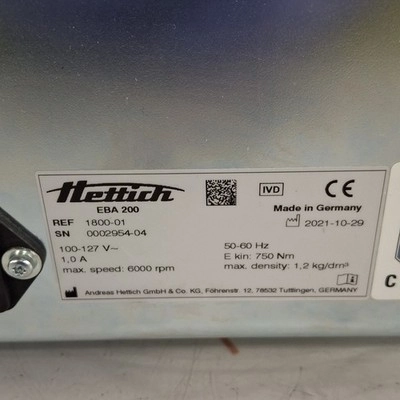 Hettich
EBA 200
REF 1800-01
SN 0002954-04
100-127 V~
1,0 A
max. speed: 6000 rpm
IVD CE
Made in Germany
2021-10-29
50-60 Hz
E kin: 750 Nm
max. density: 1,2 kg/dm³
Andreas Hettich GmbH & Co. KG, Föhrenstr. 12, 78532 Tuttlingen, GERMANY
C